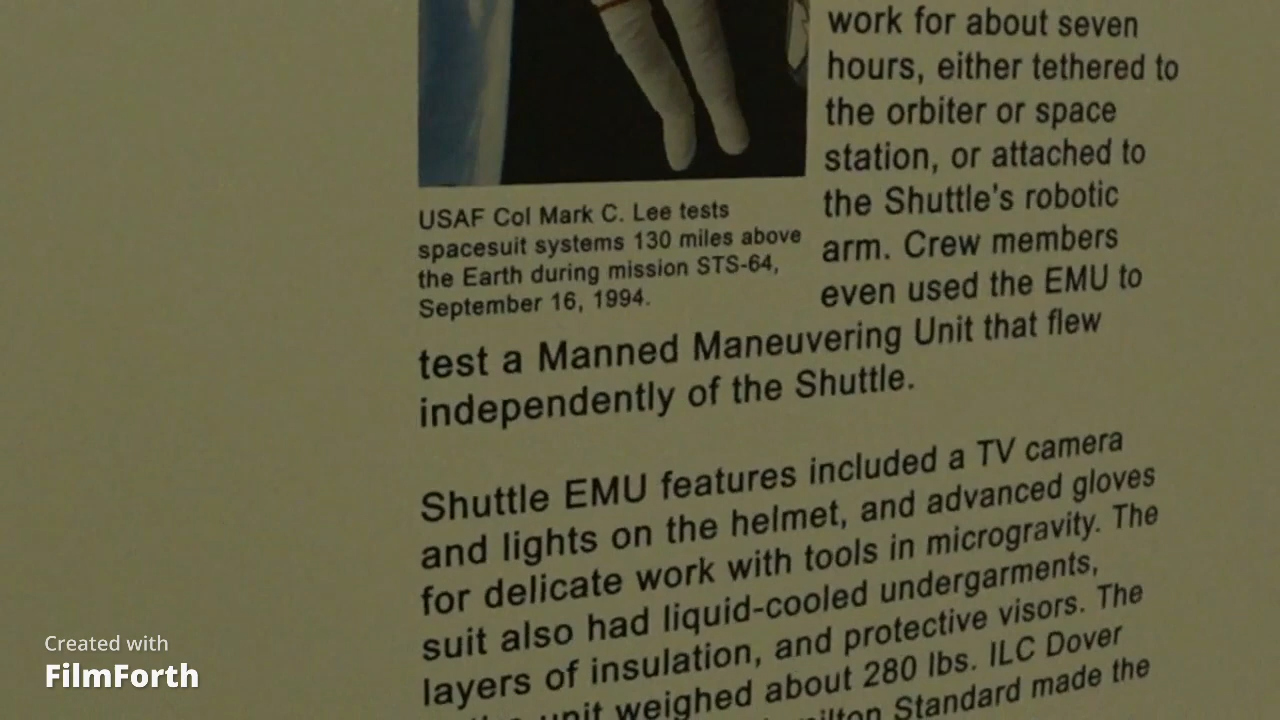 work for about seven
hours, either tethered to
the orbiter or space
station, or attached to
the Shuttle's robotic
arm. Crew members
even used the EMU to
test a Manned Maneuvering Unit that flew
independently of the Shuttle.
USAF Col Mark C. Lee tests
spacesuit systems 130 miles above
the Earth during mission STS-64,
September 16, 1994.
Shuttle EMU features included a TV camera
and lights on the helmet, and advanced gloves
for delicate work with tools in microgravity. The
suit also had liquid-cooled undergarments,
layers of insulation, and protective visors. The
unit weighed about 280 lbs. ILC Dover
Standard made the
Created with
FilmForth